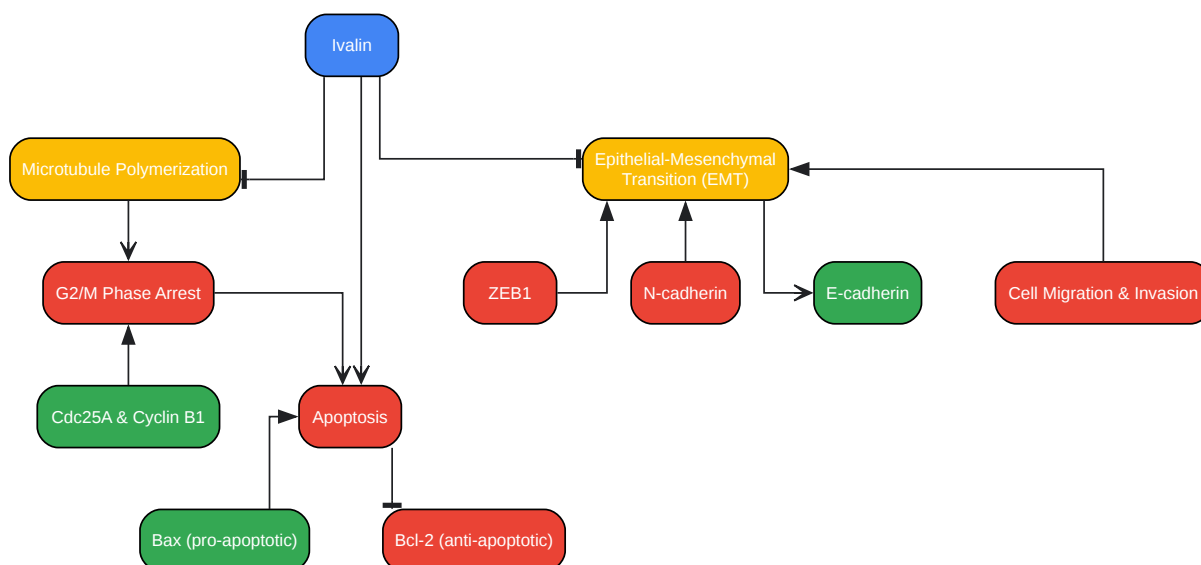 Ivalin
Microtubule Polymerization
Epithelial-Mesenchymal
Transition (EMT)
G2/M Phase Arrest
ZEB1
N-cadherin
E-cadherin
Cell Migration & Invasion
Cdc25A & Cyclin B1
Apoptosis
Bax (pro-apoptotic)
Bcl-2 (anti-apoptotic)